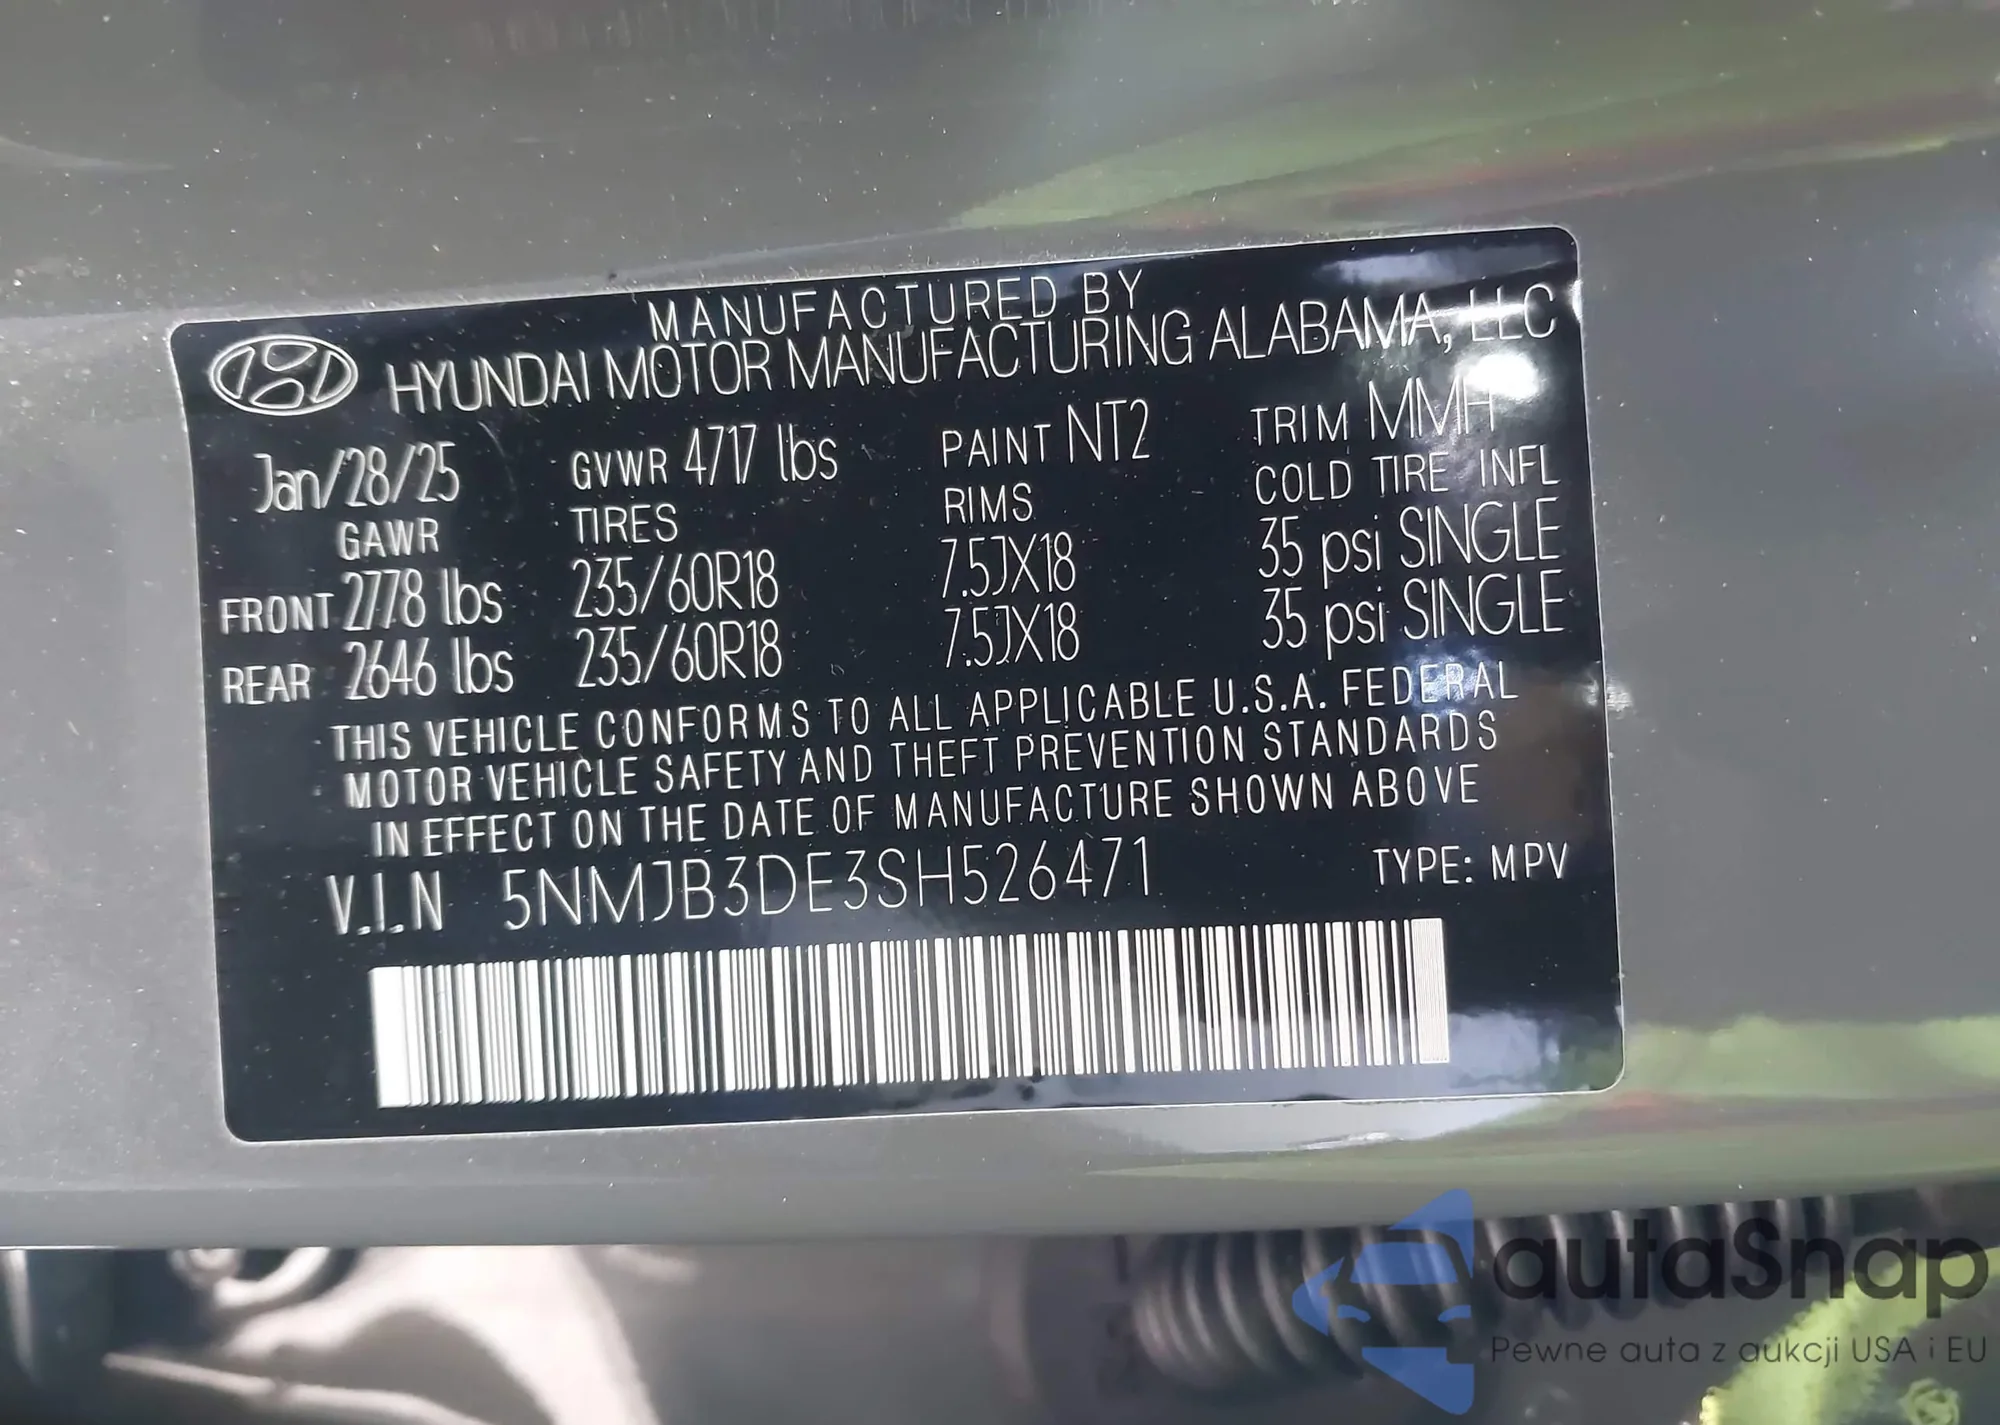 MANUFACTURED BY
HYUNDAI MOTOR MANUFACTURING ALABAMA, LLC
Jan/28/25 GVWR 4717 lbs PAINT NT2 TRIM MMH
GAWR TIRES RIMS COLD TIRE INFL
FRONT 2778 lbs 235/60R18 7.5JX18 35 psi SINGLE
REAR 2646 lbs 235/60R18 7.5JX18 35 psi SINGLE
THIS VEHICLE CONFORMS TO ALL APPLICABLE U.S.A. FEDERAL
MOTOR VEHICLE SAFETY AND THEFT PREVENTION STANDARDS
IN EFFECT ON THE DATE OF MANUFACTURE SHOWN ABOVE
V.I.N 5NMJB3DE3SH526471 TYPE: MPV
autaSnap
Pewne auta z aukcji USA i EU